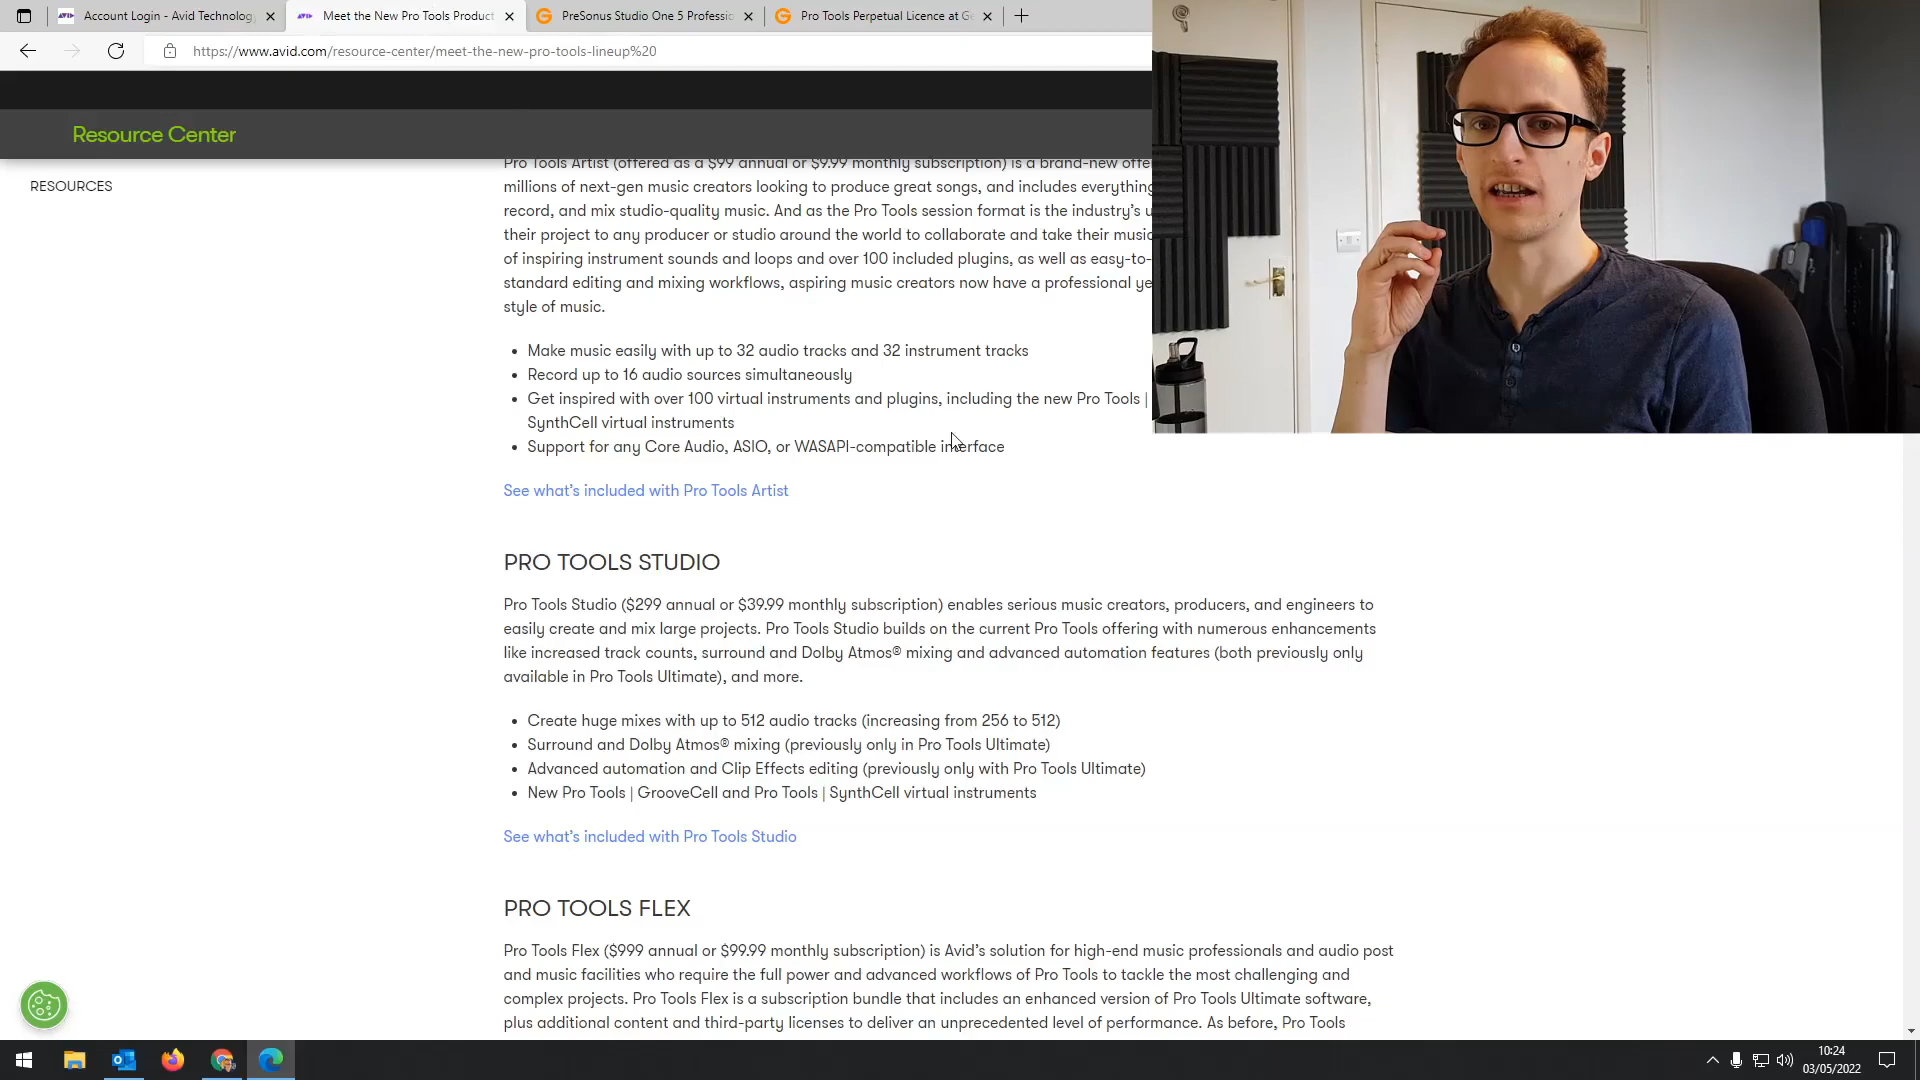 Account Login - Avid Technology
Meet the New Pro Tools Product
PreSonus Studio One 5 Professio
Pro Tools Perpetual Licence at Ge
https://www.avid.com/resource-center/meet-the-new-pro-tools-lineup%20
Resource Center
RESOURCES
Pro Tools Artist (offered as a $99 annual or $9.99 monthly subscription) is a brand-new offe
millions of next-gen music creators looking to produce great songs, and includes everything
record, and mix studio-quality music. And as the Pro Tools session format is the industry's u
their project to any producer or studio around the world to collaborate and take their music
of inspiring instrument sounds and loops and over 100 included plugins, as well as easy-to-
standard editing and mixing workflows, aspiring music creators now have a professional ye
style of music.
• Make music easily with up to 32 audio tracks and 32 instrument tracks
• Record up to 16 audio sources simultaneously
• Get inspired with over 100 virtual instruments and plugins, including the new Pro Tools |
SynthCell virtual instruments
• Support for any Core Audio, ASIO, or WASAPI-compatible interface
See what's included with Pro Tools Artist
PRO TOOLS STUDIO
Pro Tools Studio ($299 annual or $39.99 monthly subscription) enables serious music creators, producers, and engineers to
easily create and mix large projects. Pro Tools Studio builds on the current Pro Tools offering with numerous enhancements
like increased track counts, surround and Dolby Atmos® mixing and advanced automation features (both previously only
available in Pro Tools Ultimate), and more.
• Create huge mixes with up to 512 audio tracks (increasing from 256 to 512)
• Surround and Dolby Atmos® mixing (previously only in Pro Tools Ultimate)
• Advanced automation and Clip Effects editing (previously only with Pro Tools Ultimate)
• New Pro Tools | GrooveCell and Pro Tools | SynthCell virtual instruments
See what's included with Pro Tools Studio
PRO TOOLS FLEX
Pro Tools Flex ($999 annual or $99.99 monthly subscription) is Avid's solution for high-end music professionals and audio post
and music facilities who require the full power and advanced workflows of Pro Tools to tackle the most challenging and
complex projects. Pro Tools Flex is a subscription bundle that includes an enhanced version of Pro Tools Ultimate software,
plus additional content and third-party licenses to deliver an unprecedented level of performance. As before, Pro Tools
10:24
03/05/2022